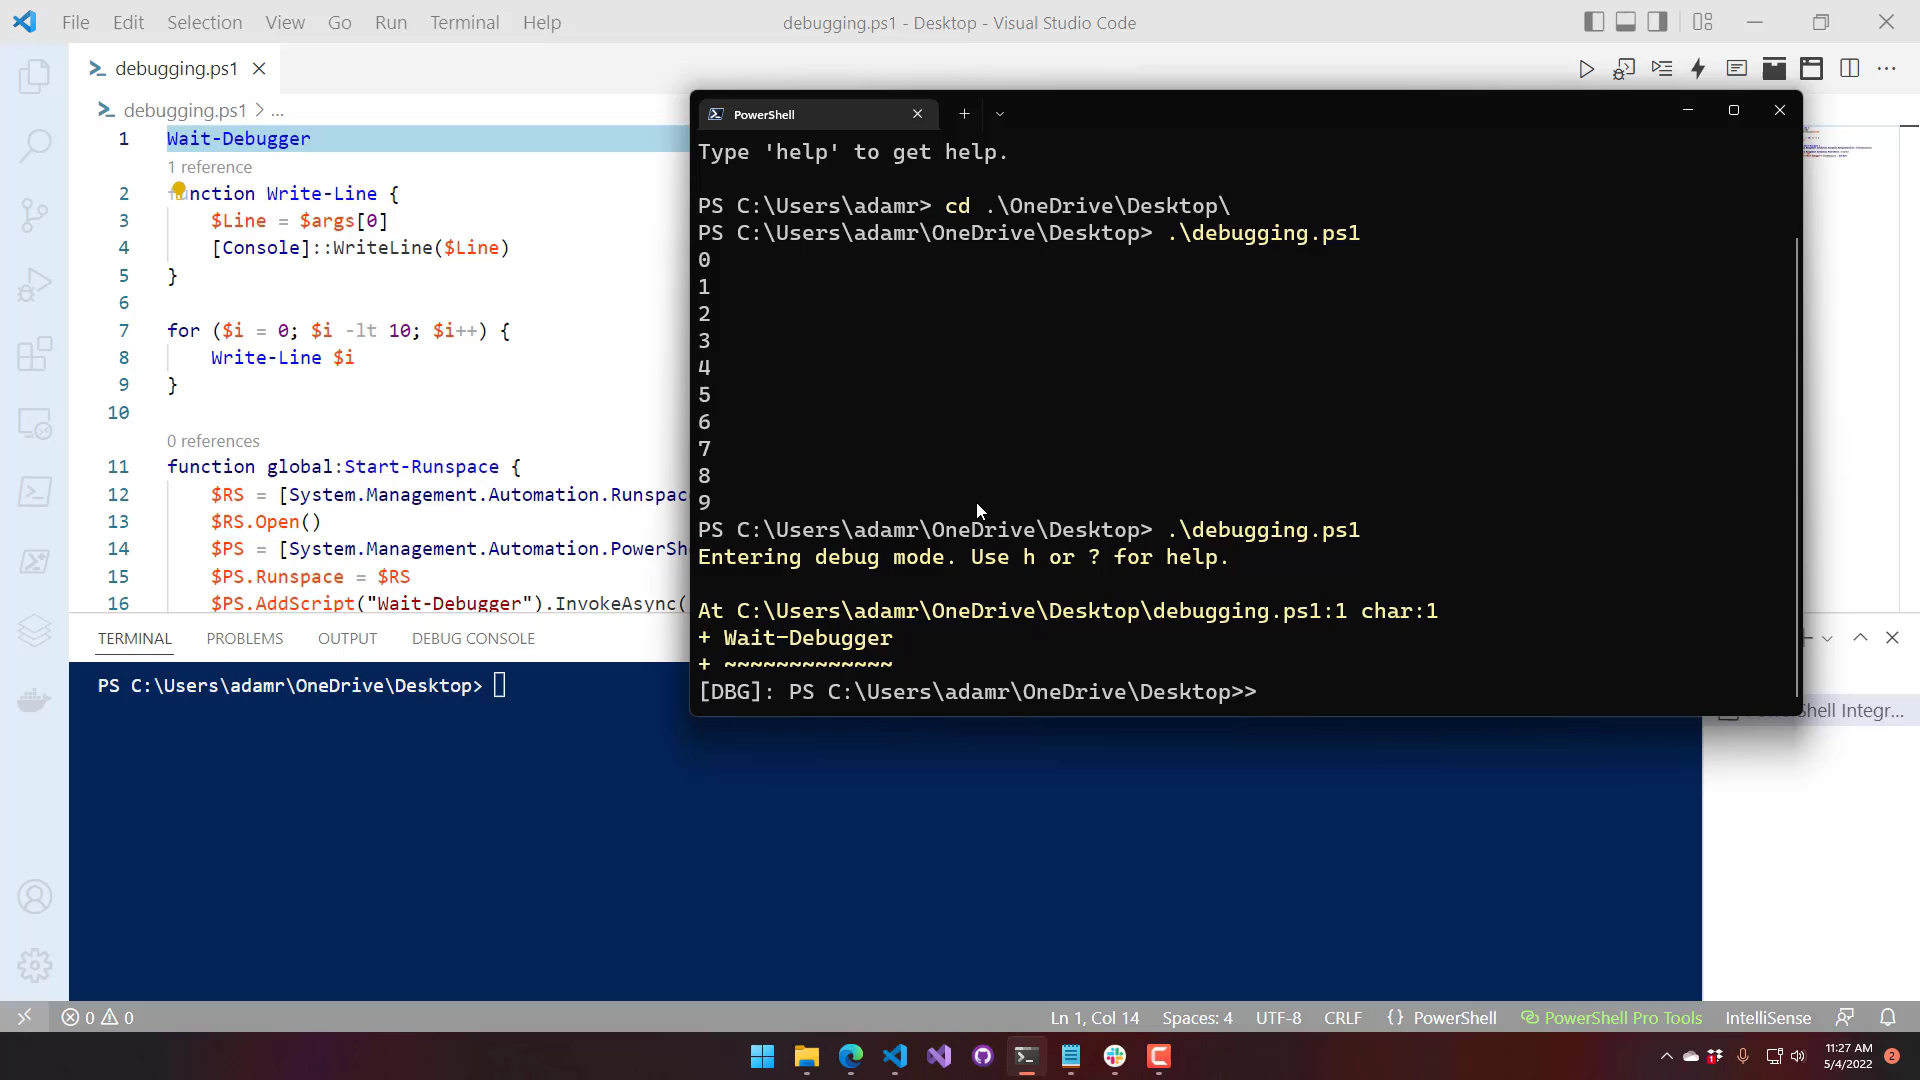 File Edit Selection View Go Run Terminal Help
debugging.ps1 - Desktop - Visual Studio Code
debugging.ps1
debugging.ps1 > ...
1 Wait-Debugger
1 reference
2 function Write-Line {
3 $Line = $args[0]
4 [Console]::WriteLine($Line)
5 }
6
7 for ($i = 0; $i -lt 10; $i++) {
8 Write-Line $i
9 }
10
0 references
11 function global:Start-Runspace {
12 $RS = [System.Management.Automation.Runspac
13 $RS.Open()
14 $PS = [System.Management.Automation.PowerSh
15 $PS.Runspace = $RS
16 $PS.AddScript("Wait-Debugger").InvokeAsync(
TERMINAL PROBLEMS OUTPUT DEBUG CONSOLE
PS C:\Users\adamr\OneDrive\Desktop>
PowerShell
Type 'help' to get help.
PS C:\Users\adamr> cd .\OneDrive\Desktop\
PS C:\Users\adamr\OneDrive\Desktop> .\debugging.ps1
0
1
2
3
4
5
6
7
8
9
PS C:\Users\adamr\OneDrive\Desktop> .\debugging.ps1
Entering debug mode. Use h or ? for help.
At C:\Users\adamr\OneDrive\Desktop\debugging.ps1:1 char:1
+ Wait-Debugger
+ ~~~~~~~~~~~~~
[DBG]: PS C:\Users\adamr\OneDrive\Desktop>>
Shell Integr...
0 0
Ln 1, Col 14 Spaces: 4 UTF-8 CRLF {} PowerShell PowerShell Pro Tools IntelliSense
11:27 AM
5/4/2022
2